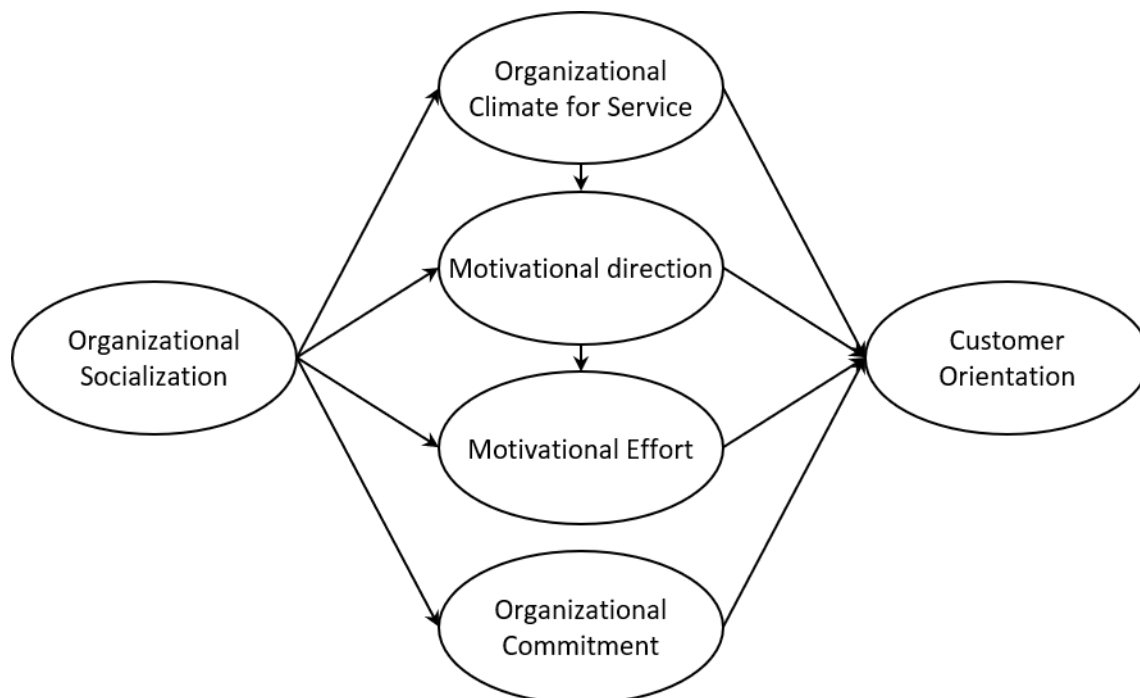 Organizational
Climate for Service
Motivational direction
Organizational
Socialization
Customer
Orientation
Motivational Effort
Organizational
Commitment